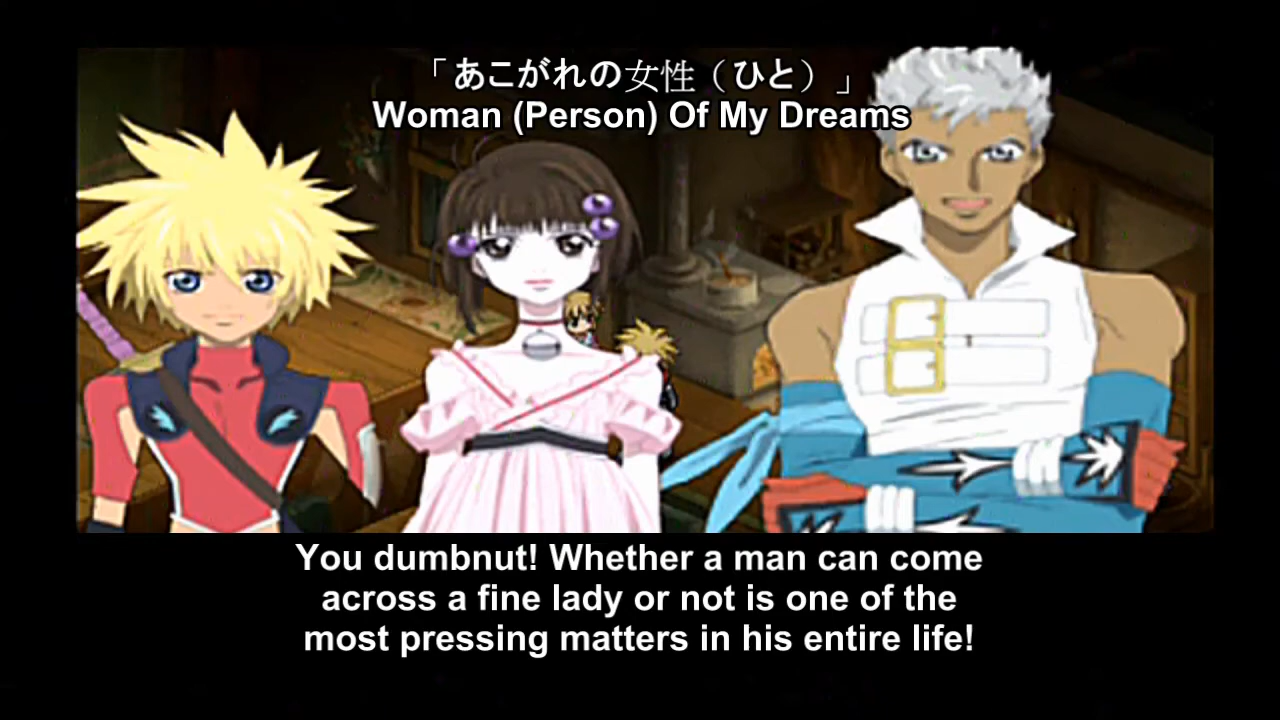 「あこがれの女性（ひと）」
Woman (Person) Of My Dreams
You dumbnut! Whether a man can come
across a fine lady or not is one of the
most pressing matters in his entire life!